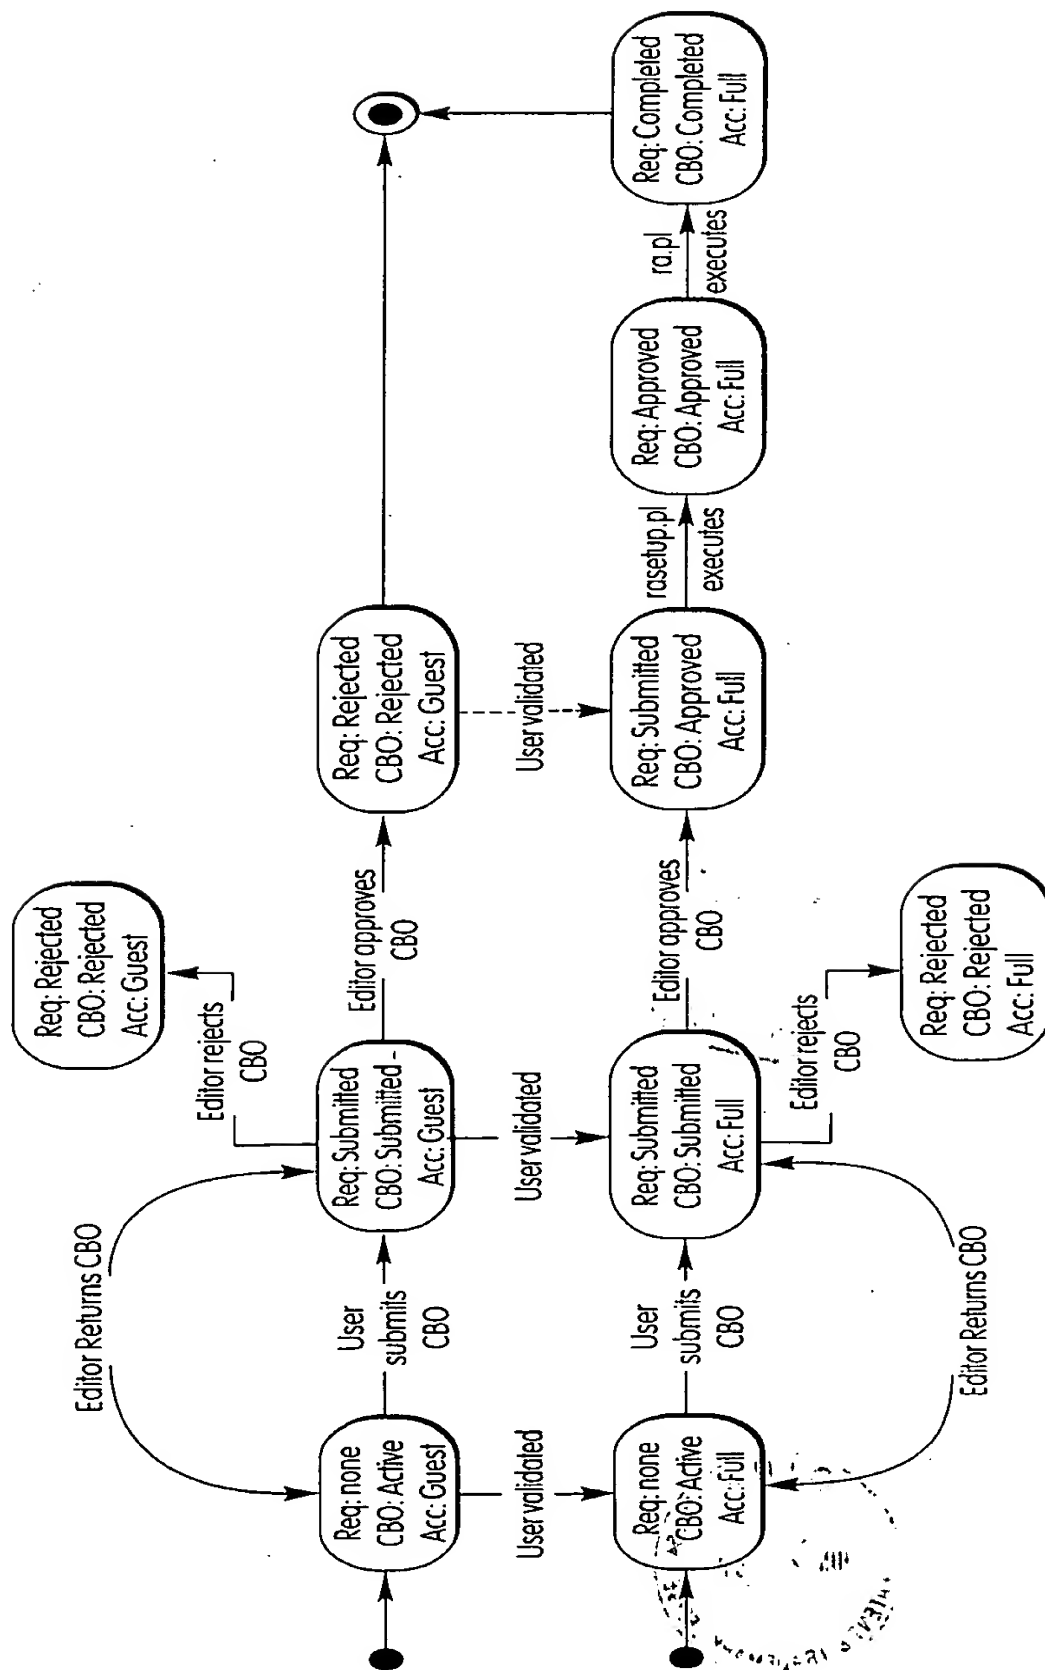 Editor Returns CBO
Editor rejects
CBO
Req: Rejected
CBO: Rejected
Acc: Guest
Req: none
CBO: Active
Acc: Guest
User
submits
CBO
Req: Submitted
CBO: Submitted
Acc: Guest
Editor approves
CBO
Req: Rejected
CBO: Rejected
Acc: Guest
User validated
User validated
User validated
Req: none
CBO: Active
Acc: Full
User
submits
CBO
Req: Submitted
CBO: Submitted
Acc: Full
Editor approves
CBO
Req: Submitted
CBO: Approved
Acc: Full
rasetup.pl
executes
Req: Approved
CBO: Approved
Acc: Full
ra.pl
executes
Req: Completed
CBO: Completed
Acc: Full
Editor rejects
CBO
Req: Rejected
CBO: Rejected
Acc: Full
Editor Returns CBO